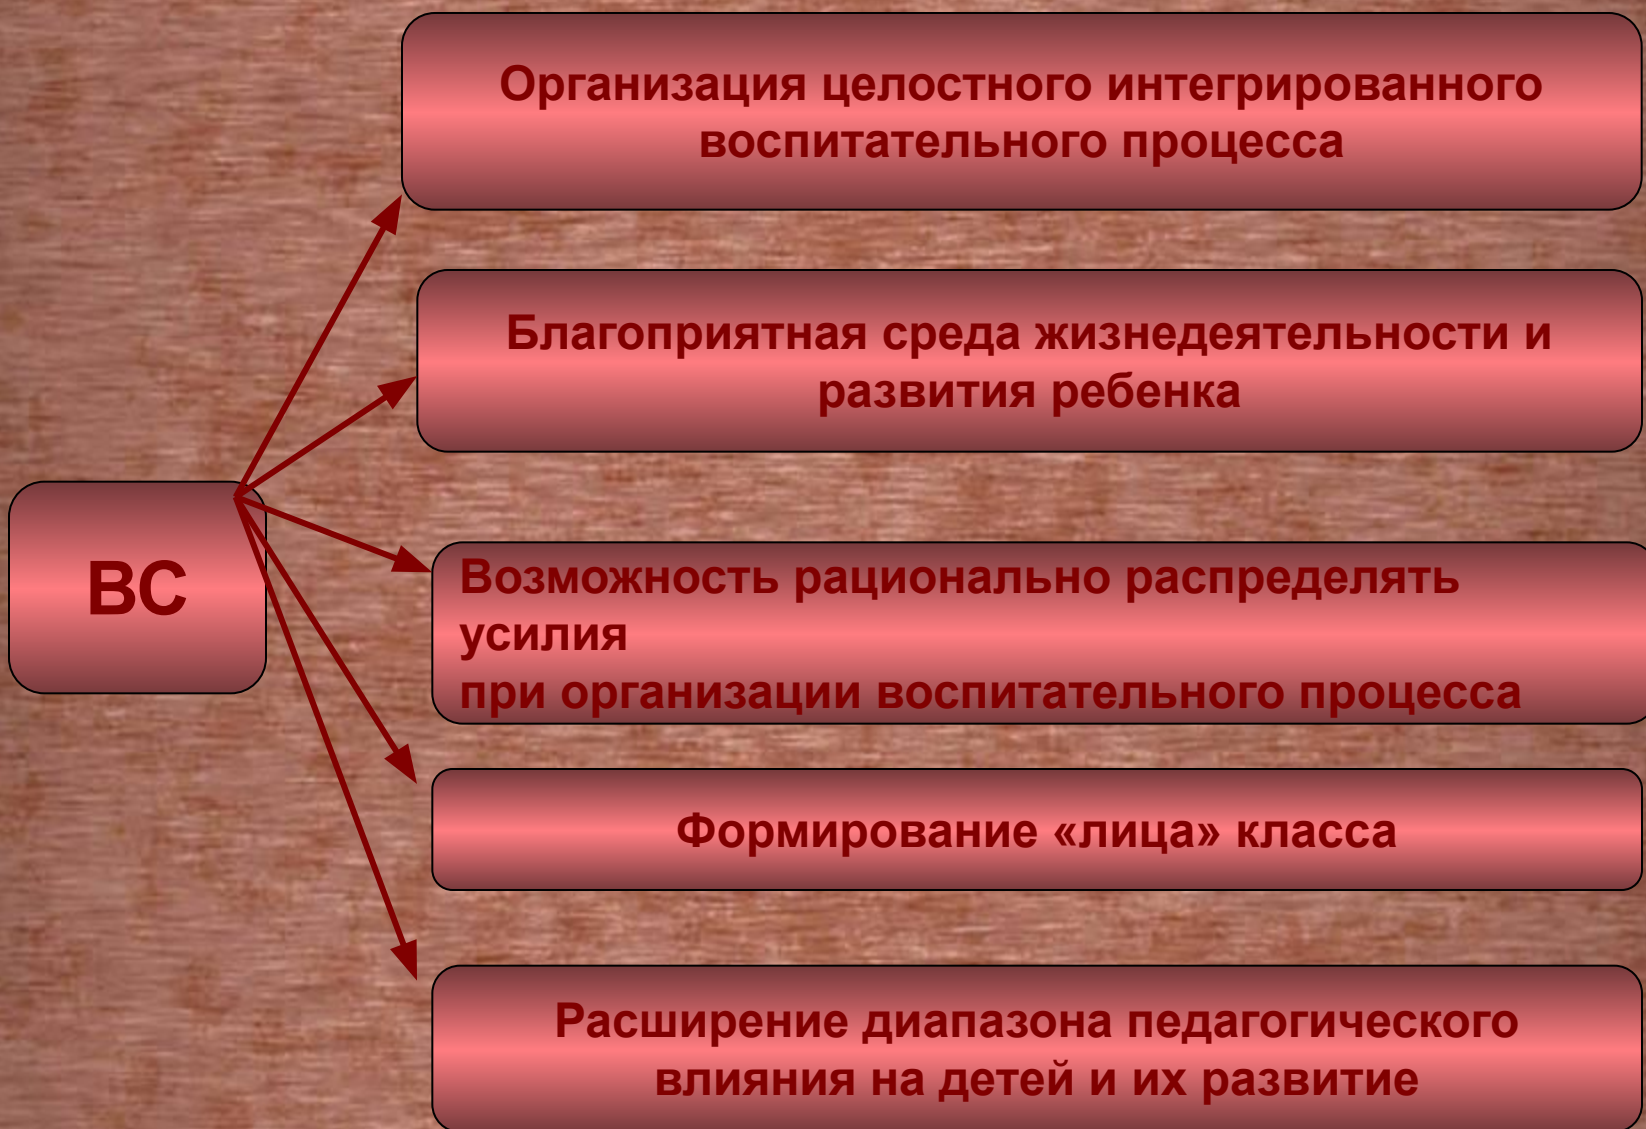 Организация целостного интегрированного
воспитательного процесса
Благоприятная среда жизнедеятельности и
развития ребенка
ВС
Возможность рационально распределять
усилия
при организации воспитательного процесса
Формирование «лица» класса
Расширение диапазона педагогического
влияния на детей и их развитие